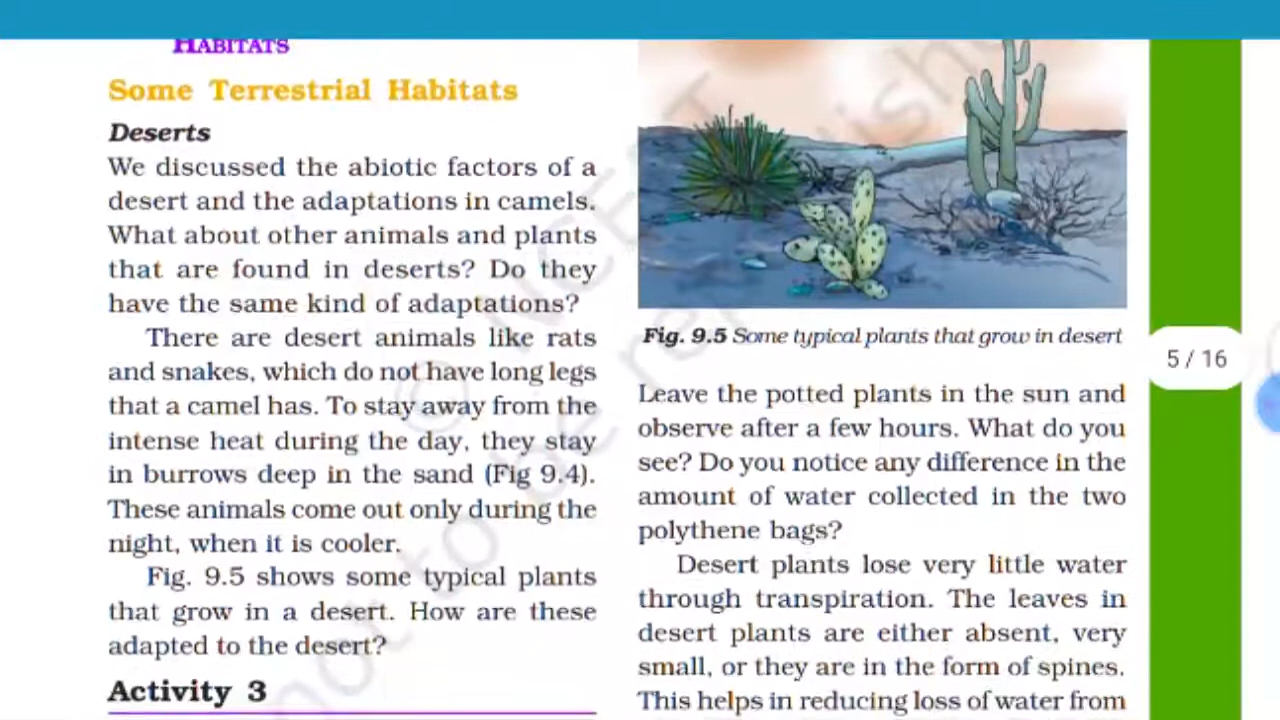 HABITATS
Some Terrestrial Habitats
Deserts
We discussed the abiotic factors of a
desert and the adaptations in camels.
What about other animals and plants
that are found in deserts? Do they
have the same kind of adaptations?
There are desert animals like rats
and snakes, which do not have long legs
that a camel has. To stay away from the
intense heat during the day, they stay
in burrows deep in the sand (Fig 9.4).
These animals come out only during the
night, when it is cooler.
Fig. 9.5 shows some typical plants
that grow in a desert. How are these
adapted to the desert?
Activity 3
Fig. 9.5 Some typical plants that grow in desert
Leave the potted plants in the sun and
observe after a few hours. What do you
see? Do you notice any difference in the
amount of water collected in the two
polythene bags?
Desert plants lose very little water
through transpiration. The leaves in
desert plants are either absent, very
small, or they are in the form of spines.
This helps in reducing loss of water from
5 / 16
not to be republished